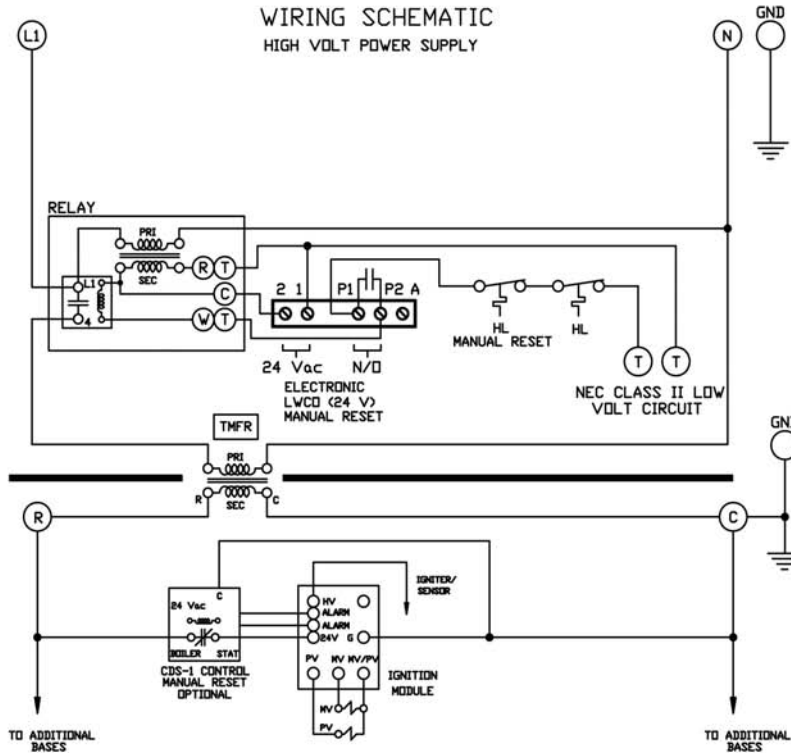 WIRING SCHEMATIC
HIGH VOLT POWER SUPPLY
L1
N
GND
RELAY
PRI
SEC
R T
L1
C
4
W T
2 1 P1 P2 A
24 Vac N/O
ELECTRONIC
LWCO (24 V)
MANUAL RESET
HL
MANUAL RESET
HL
T T
NEC CLASS II LOW
VOLT CIRCUIT
TMFR
PRI
R SEC C
GN
R
C
C
24 Vac
BOILER STAT
CDS-1 CONTROL
MANUAL RESET
OPTIONAL
HV
ALARM
ALARM
24V G
PV MV MV/PV
IGNITER/
SENSOR
IGNITION
MODULE
MV
PV
TO ADDITIONAL
BASES
TO ADDITIONAL
BASES